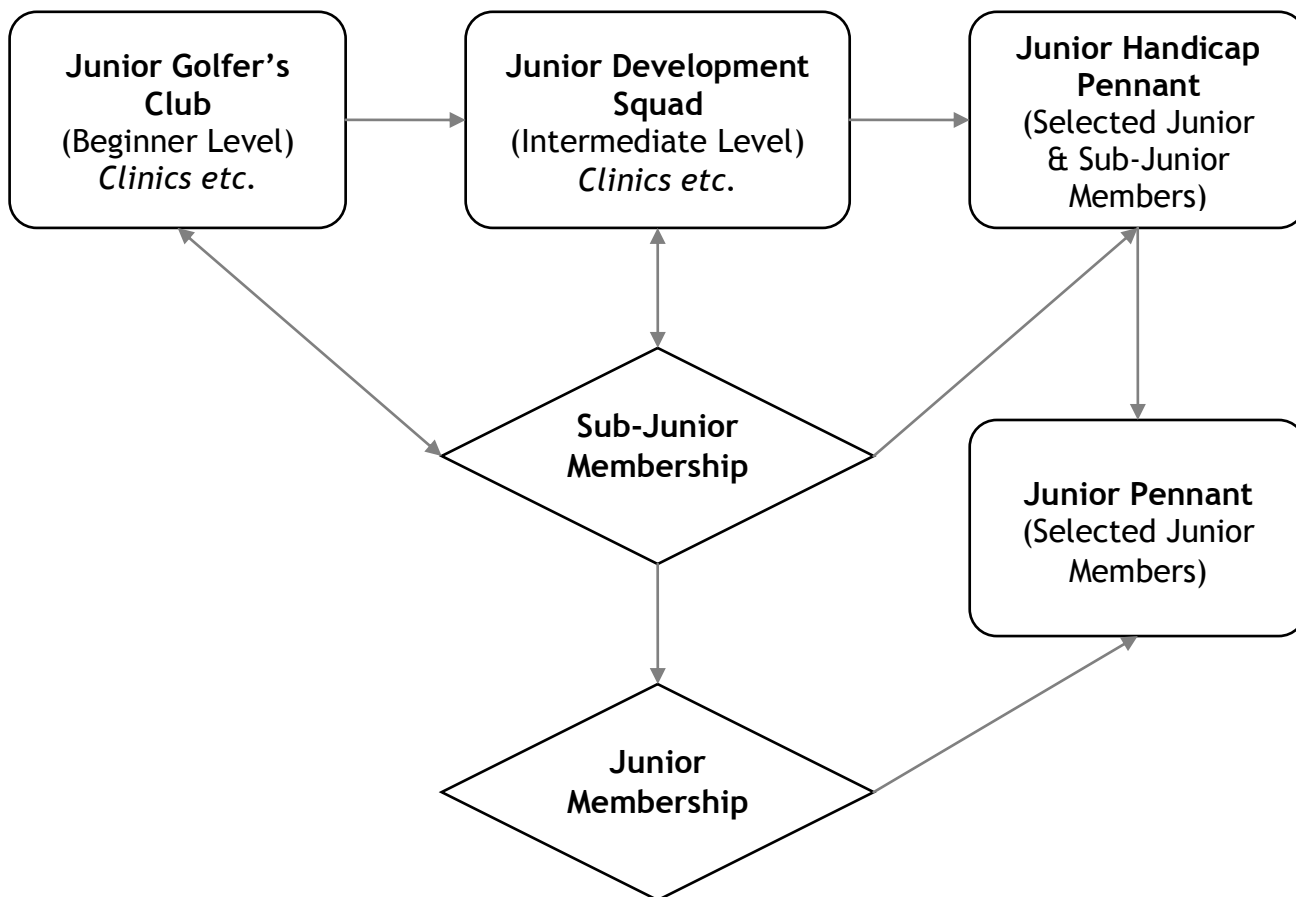 Junior Golfer’s
Club
(Beginner Level)
Clinics etc.
Junior Development
Squad
(Intermediate Level)
Clinics etc.
Junior Handicap
Pennant
(Selected Junior
& Sub-Junior
Members)
Sub-Junior
Membership
Junior Pennant
(Selected Junior
Members)
Junior
Membership